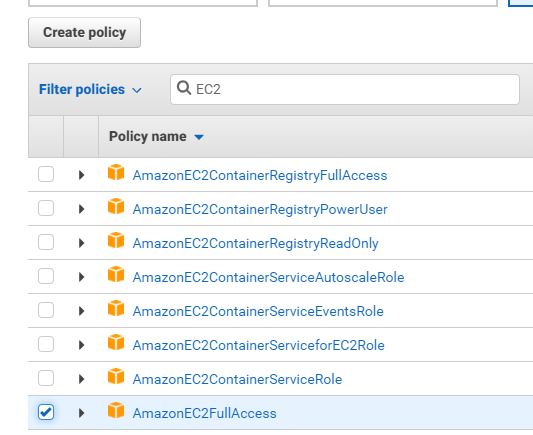 Create policy
Filter policies
EC2
Policy name
AmazonEC2ContainerRegistryFullAccess
AmazonEC2ContainerRegistryPowerUser
AmazonEC2ContainerRegistryReadOnly
AmazonEC2ContainerServiceAutoscaleRole
AmazonEC2ContainerServiceEventsRole
AmazonEC2ContainerServiceforEC2Role
AmazonEC2ContainerServiceRole
AmazonEC2FullAccess